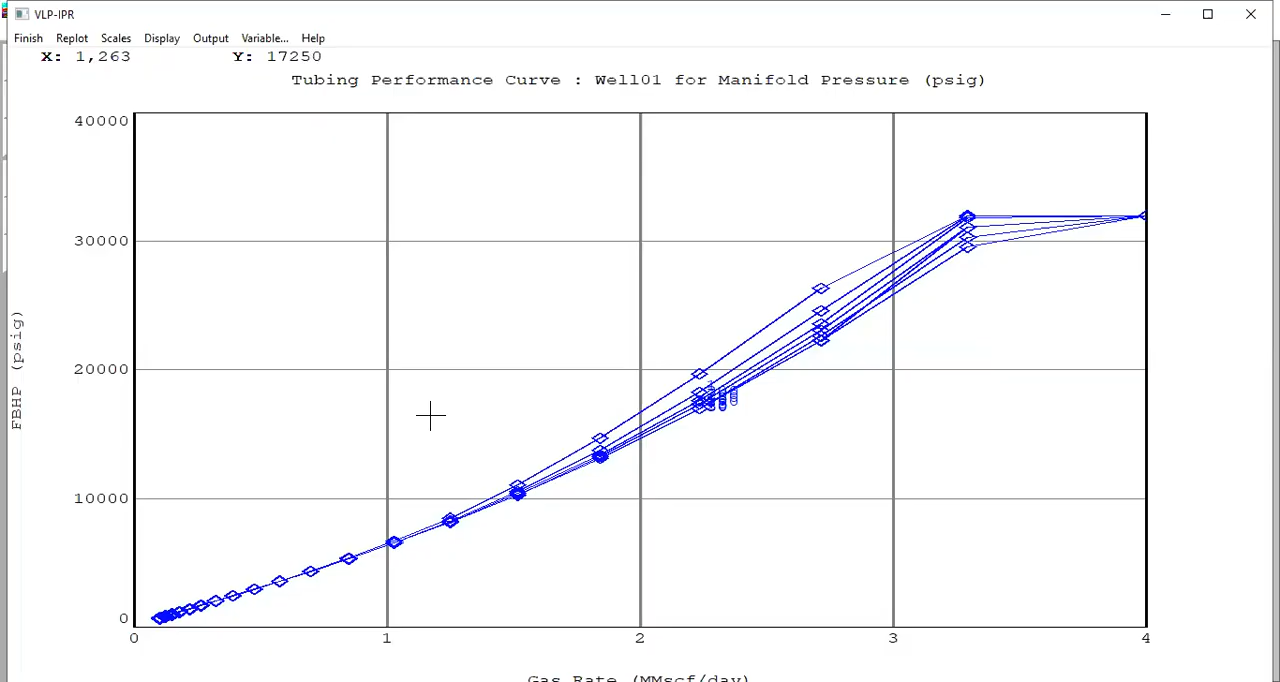 VLP-IPR
Finish Replot Scales Display Output Variable... Help
X: 1,263 Y: 17250
Tubing Performance Curve : Well01 for Manifold Pressure (psig)
40000
30000
20000
10000
0
FBHP (psig)
0 1 2 3 4
Gas Rate (MMscf/day)